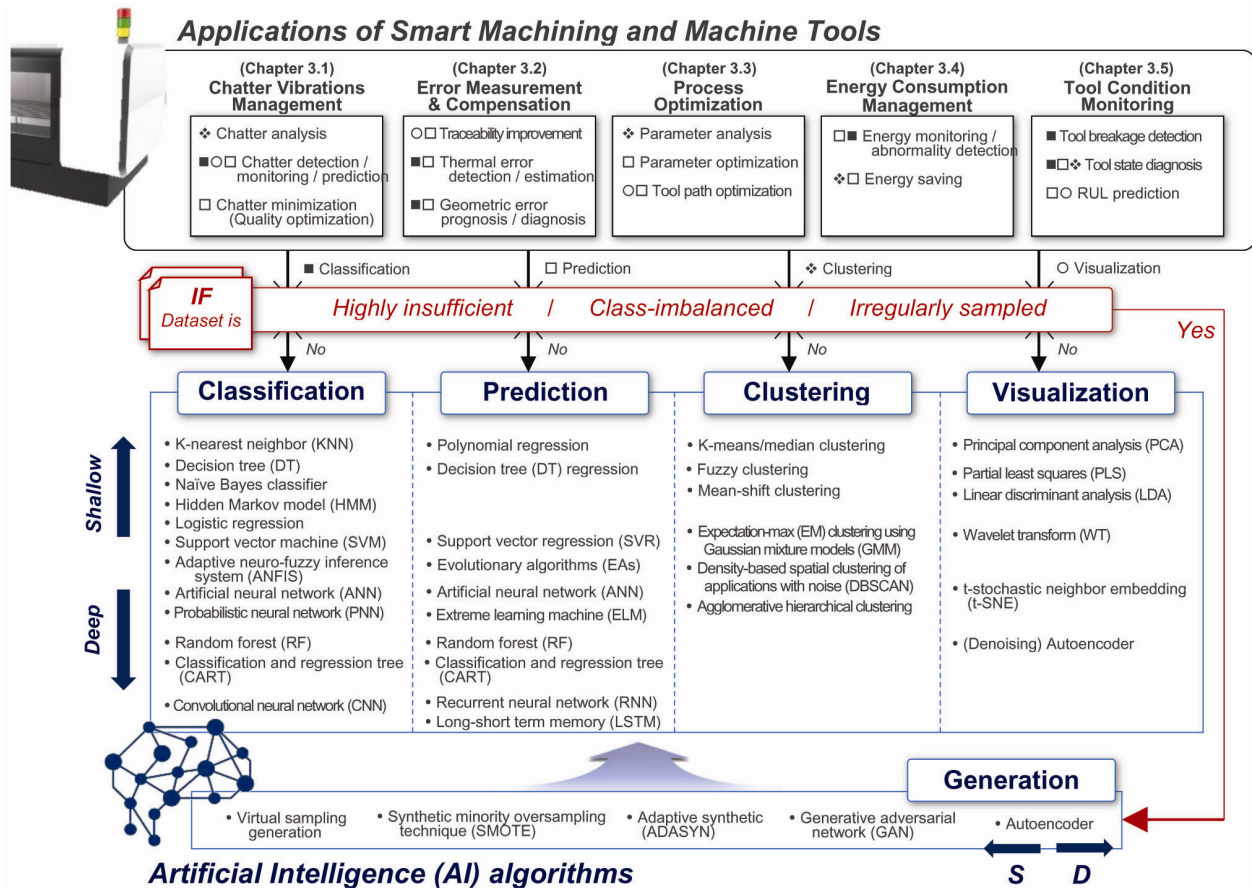 Applications of Smart Machining and Machine Tools
(Chapter 3.1)
Chatter Vibrations
Management
❖ Chatter analysis
■○□ Chatter detection /
monitoring / prediction
□ Chatter minimization
(Quality optimization)
(Chapter 3.2)
Error Measurement
& Compensation
○□ Traceability improvement
■□ Thermal error
detection / estimation
■□ Geometric error
prognosis / diagnosis
(Chapter 3.3)
Process
Optimization
❖ Parameter analysis
□ Parameter optimization
○□ Tool path optimization
(Chapter 3.4)
Energy Consumption
Management
□■ Energy monitoring /
abnormality detection
❖□ Energy saving
(Chapter 3.5)
Tool Condition
Monitoring
■ Tool breakage detection
■□❖ Tool state diagnosis
□○ RUL prediction
■ Classification
□ Prediction
❖ Clustering
○ Visualization
IF
Dataset is
Highly insufficient / Class-imbalanced / Irregularly sampled
Yes
No
No
No
No
Shallow
Deep
Classification
• K-nearest neighbor (KNN)
• Decision tree (DT)
• Naïve Bayes classifier
• Hidden Markov model (HMM)
• Logistic regression
• Support vector machine (SVM)
• Adaptive neuro-fuzzy inference
system (ANFIS)
• Artificial neural network (ANN)
• Probabilistic neural network (PNN)
• Random forest (RF)
• Classification and regression tree
(CART)
• Convolutional neural network (CNN)
Prediction
• Polynomial regression
• Decision tree (DT) regression
• Support vector regression (SVR)
• Evolutionary algorithms (EAs)
• Artificial neural network (ANN)
• Extreme learning machine (ELM)
• Random forest (RF)
• Classification and regression tree
(CART)
• Recurrent neural network (RNN)
• Long-short term memory (LSTM)
Clustering
• K-means/median clustering
• Fuzzy clustering
• Mean-shift clustering
• Expectation-max (EM) clustering using
Gaussian mixture models (GMM)
• Density-based spatial clustering of
applications with noise (DBSCAN)
• Agglomerative hierarchical clustering
Visualization
• Principal component analysis (PCA)
• Partial least squares (PLS)
• Linear discriminant analysis (LDA)
• Wavelet transform (WT)
• t-stochastic neighbor embedding
(t-SNE)
• (Denoising) Autoencoder
Generation
• Virtual sampling
generation
• Synthetic minority oversampling
technique (SMOTE)
• Adaptive synthetic
(ADASYN)
• Generative adversarial
network (GAN)
• Autoencoder
S D
Artificial Intelligence (AI) algorithms